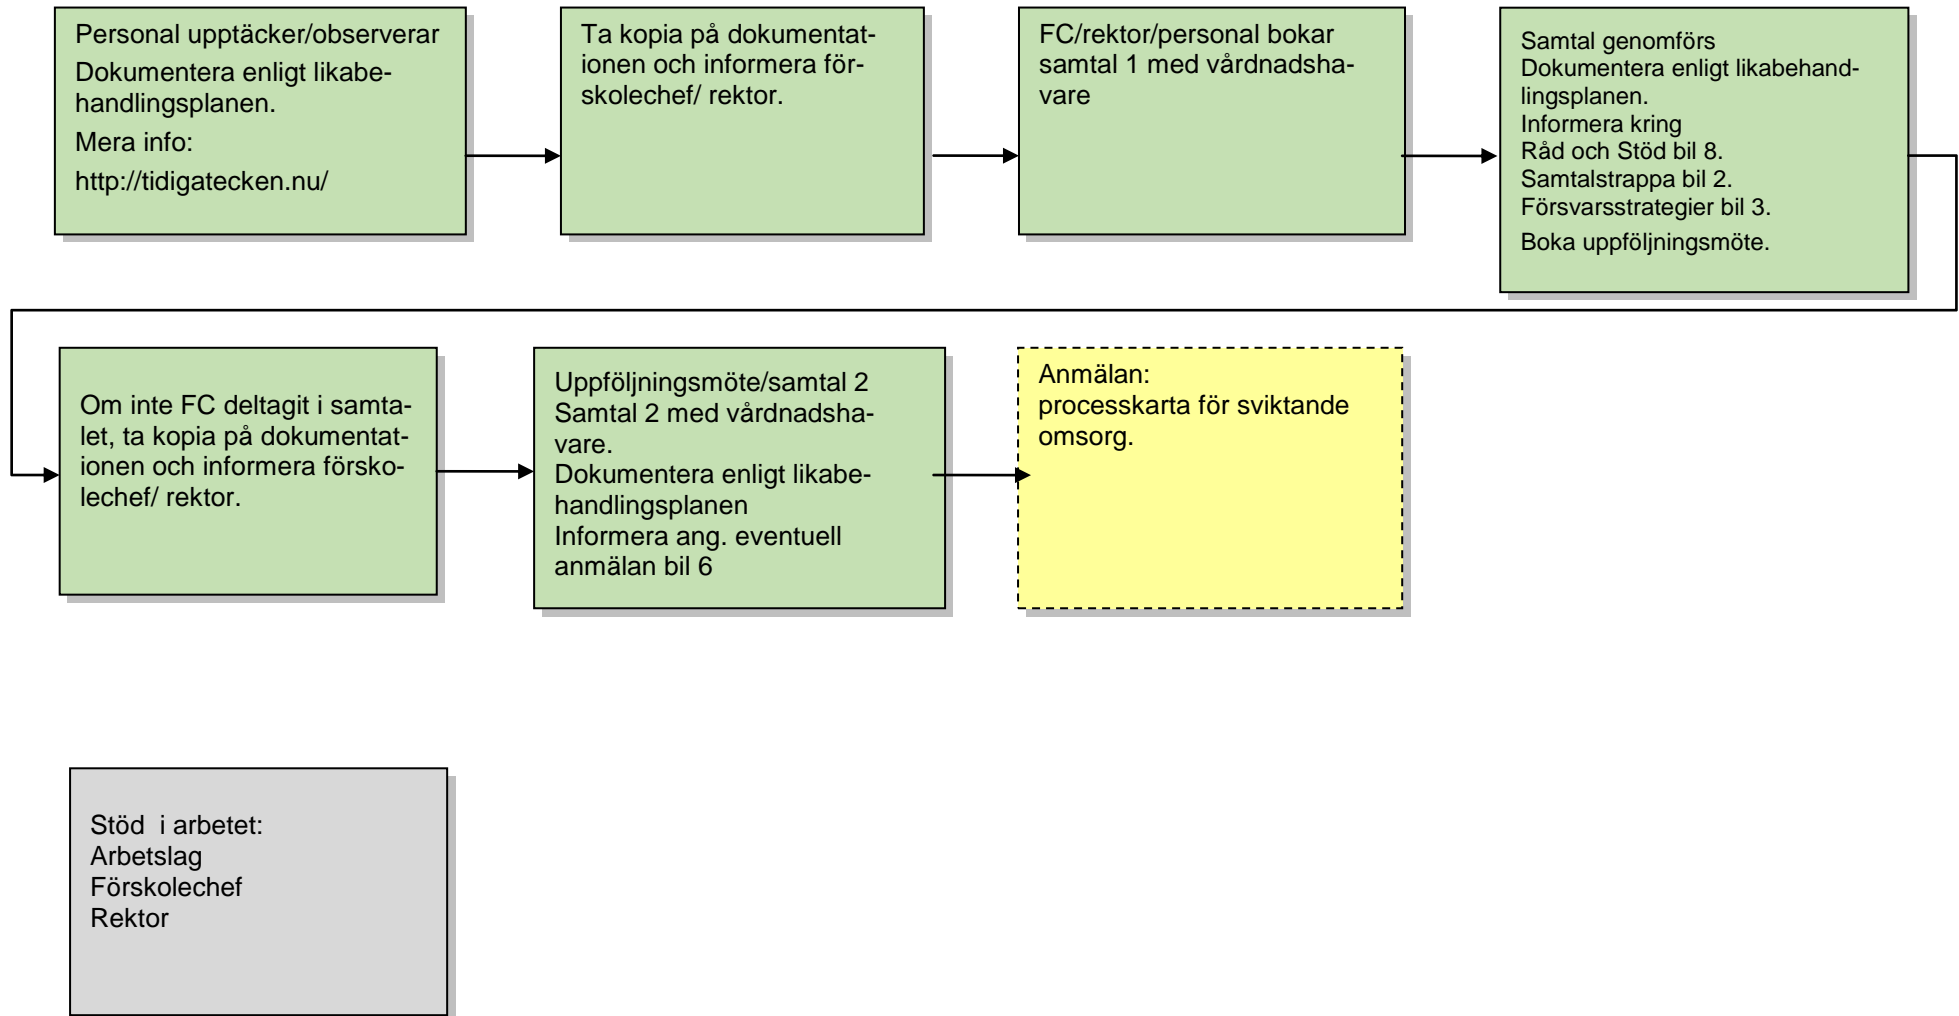 Personal upptäcker/observerar
Dokumentera enligt likabe-
handlingsplanen.
Mera info:
http://tidigatecken.nu/
Ta kopia på dokumentat-
ionen och informera för-
skolechef/ rektor.
FC/rektor/personal bokar
samtal 1 med vårdnadsha-
vare
Samtal genomförs
Dokumentera enligt likabehand-
lingsplanen.
Informera kring
Råd och Stöd bil 8.
Samtalstrappa bil 2.
Försvarsstrategier bil 3.
Boka uppföljningsmöte.
Om inte FC deltagit i samta-
let, ta kopia på dokumentat-
ionen och informera försko-
lechef/ rektor.
Uppföljningsmöte/samtal 2
Samtal 2 med vårdnadsha-
vare.
Dokumentera enligt likabe-
handlingsplanen
Informera ang. eventuell
anmälan bil 6
Anmälan:
processkarta för sviktande
omsorg.
Stöd  i arbetet:
Arbetslag
Förskolechef
Rektor